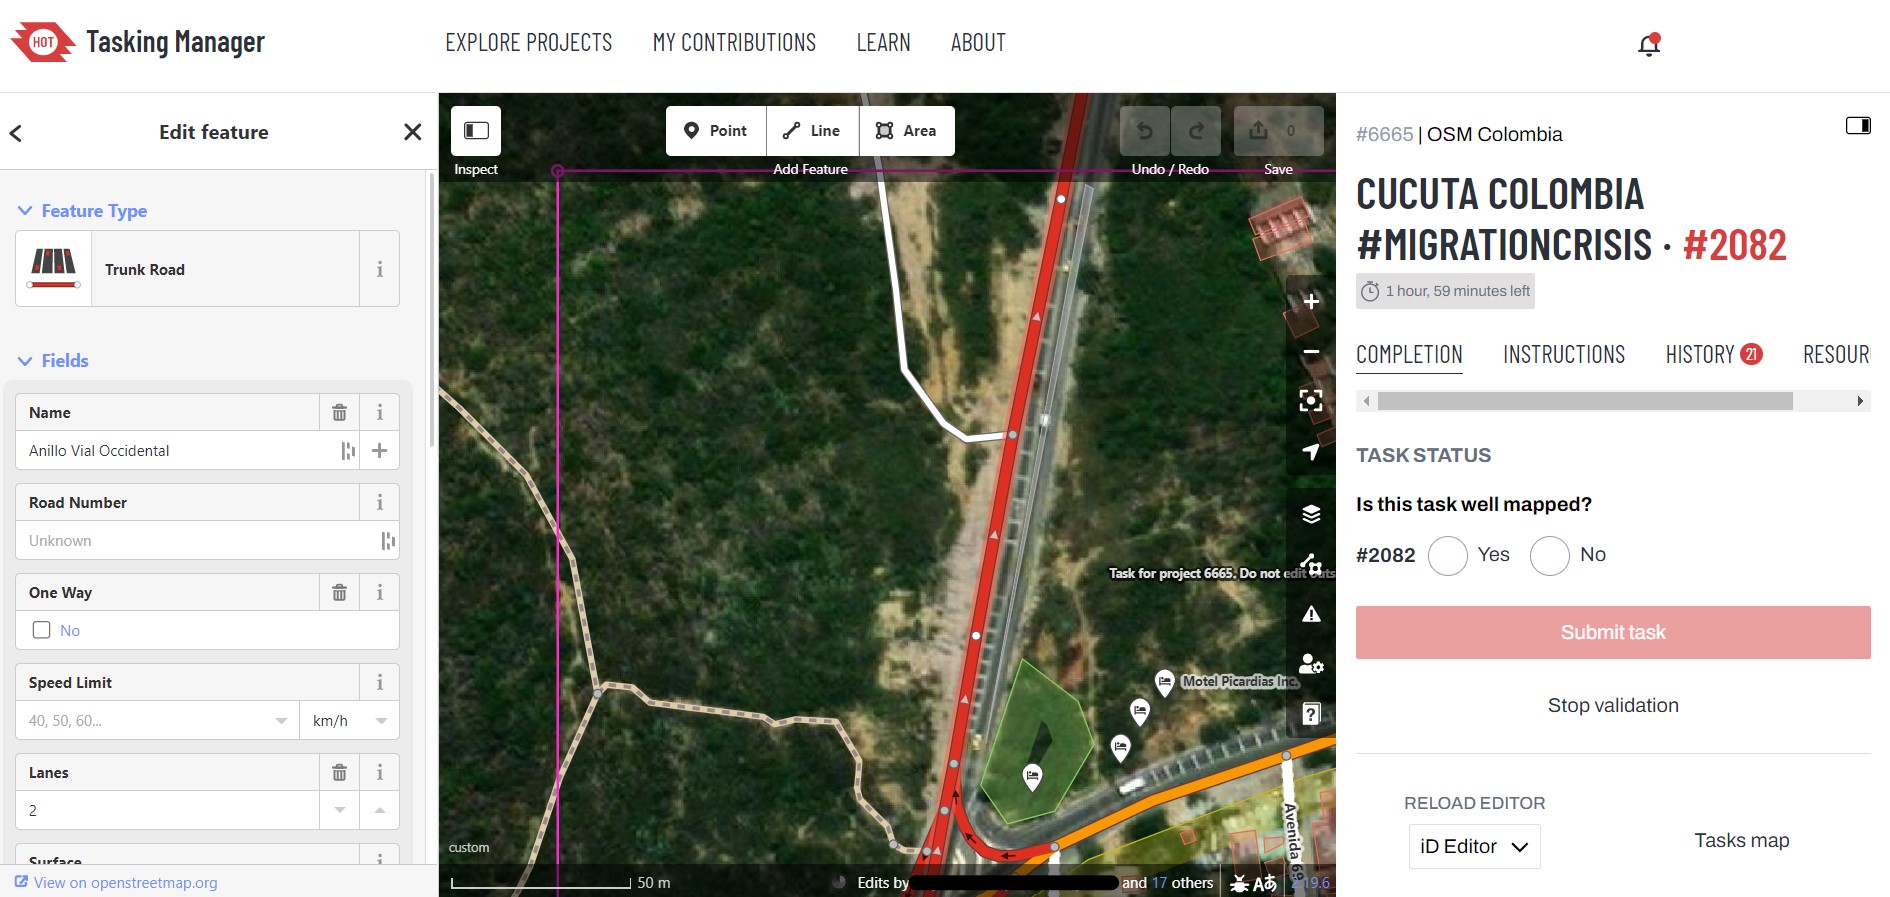 HOT
Tasking Manager
EXPLORE PROJECTS
MY CONTRIBUTIONS
LEARN
ABOUT
Edit feature
Feature Type
Trunk Road
Fields
Name
Anillo Vial Occidental
Road Number
Unknown
One Way
No
Speed Limit
40, 50, 60...
km/h
Lanes
2
Surface
View on openstreetmap.org
Inspect
Point
Line
Area
Add Feature
Undo / Redo
0
Save
Task for project 6665. Do not edit outs
Motel Picardias Inc.
Avenida 69
custom
50 m
Edits by
and 17 others
2.19.6
#6665 | OSM Colombia
CUCUTA COLOMBIA
#MIGRATIONCRISIS · #2082
1 hour, 59 minutes left
COMPLETION
INSTRUCTIONS
HISTORY 21
RESOUR
TASK STATUS
Is this task well mapped?
#2082
Yes
No
Submit task
Stop validation
RELOAD EDITOR
iD Editor
Tasks map